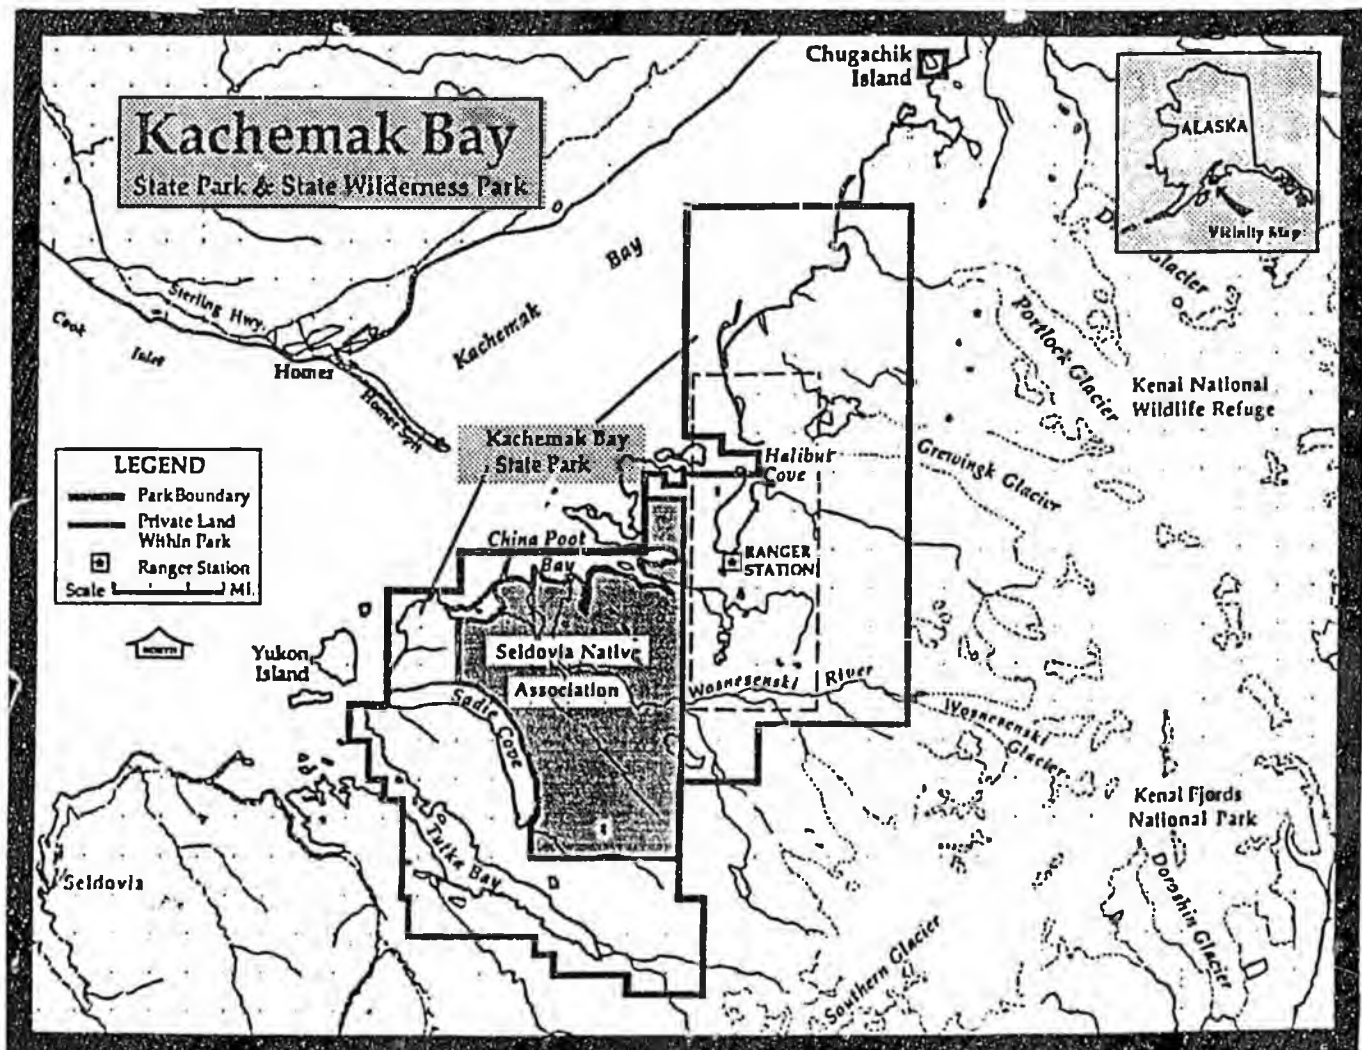 Kachemak Bay
State Park & State Wilderness Park
Chugachik
Island
ALASKA
Vicinity Map
Glacier
Portlock Glacier
Kenai National
Wildlife Refuge
Grewingk Glacier
Kachemak Bay
Sterling Hwy.
Cook
Inlet
Homer
Homer Spit
Kachemak Bay
State Park
Halibut
Cove
LEGEND
Park Boundary
Private Land
Within Park
Ranger Station
Scale
Mi.
NORTH
China Poot
Bay
RANGER
STATION
Yukon
Island
Seldovia Native
Association
Sadie Cove
Wosnesenski River
Wosnesenski
Glacier
Kenai Fjords
National Park
Doroshin Glacier
Tutka Bay
Seldovia
Southern Glacier